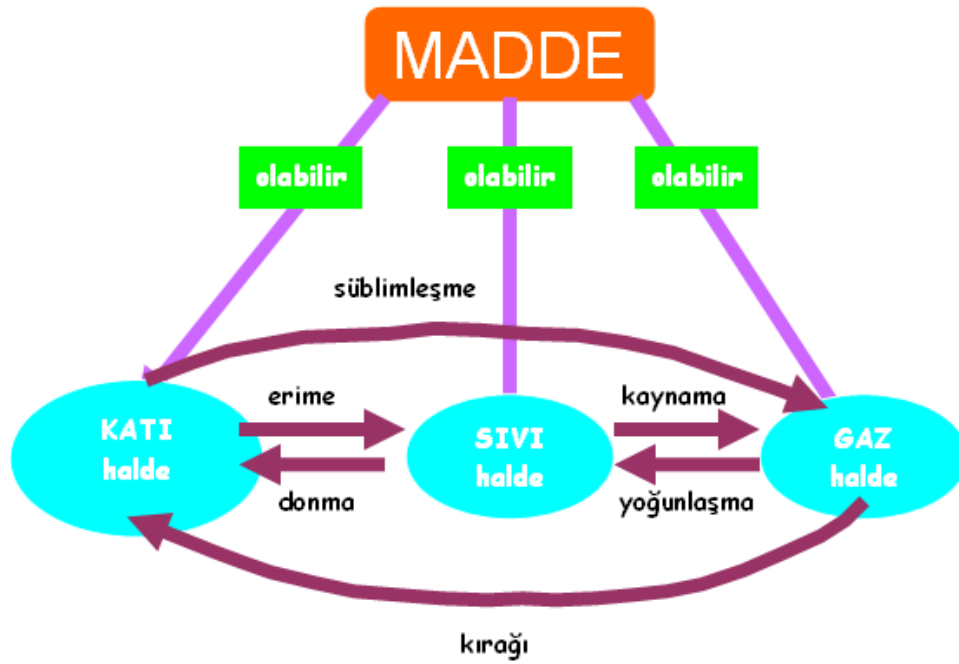 MADDE
olabilir
olabilir
olabilir
süblimleşme
erime
kaynama
KATI
halde
SIVI
halde
GAZ
halde
donma
yoğunlaşma
kırağı